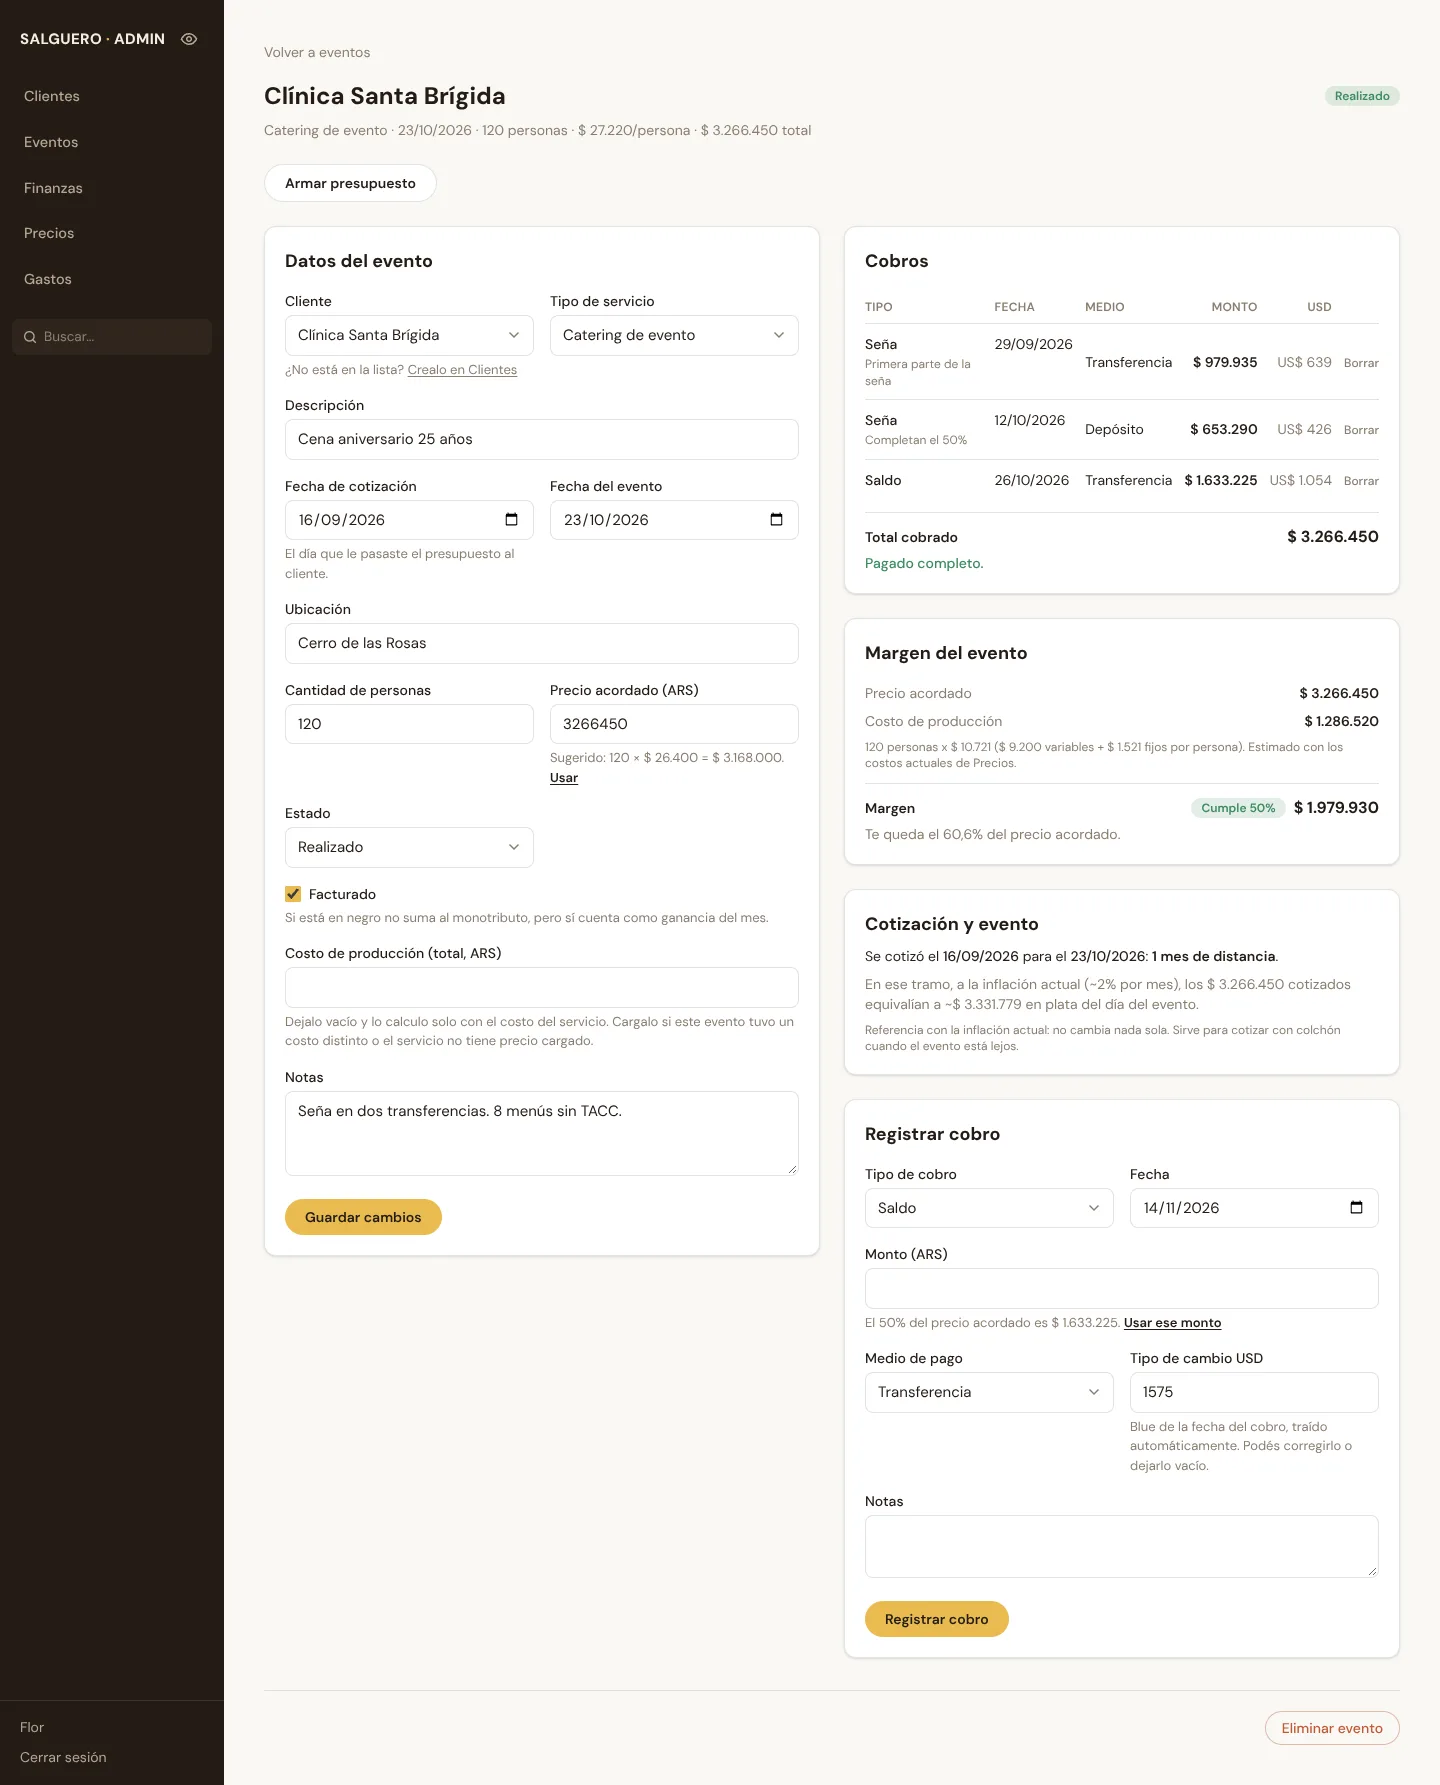 SALGUERO · ADMIN
Clientes
Eventos
Finanzas
Precios
Gastos
Buscar...
Flor
Cerrar sesión
Volver a eventos
Clínica Santa Brígida
Realizado
Catering de evento · 23/10/2026 · 120 personas · $ 27.220/persona · $ 3.266.450 total
Armar presupuesto
Datos del evento
Cliente
Tipo de servicio
Clínica Santa Brígida
Catering de evento
¿No está en la lista? Crealo en Clientes
Descripción
Cena aniversario 25 años
Fecha de cotización
Fecha del evento
16/09/2026
23/10/2026
El día que le pasaste el presupuesto al
cliente.
Ubicación
Cerro de las Rosas
Cantidad de personas
Precio acordado (ARS)
120
3266450
Sugerido: 120 × $ 26.400 = $ 3.168.000.
Usar
Estado
Realizado
Facturado
Si está en negro no suma al monotributo, pero sí cuenta como ganancia del mes.
Costo de producción (total, ARS)
Dejalo vacío y lo calculo solo con el costo del servicio. Cargalo si este evento tuvo un
costo distinto o el servicio no tiene precio cargado.
Notas
Seña en dos transferencias. 8 menús sin TACC.
Guardar cambios
Cobros
TIPO FECHA MEDIO MONTO USD
Seña 29/09/2026 Transferencia $ 979.935 US$ 639 Borrar
Primera parte de la
seña
Seña 12/10/2026 Depósito $ 653.290 US$ 426 Borrar
Completan el 50%
Saldo 26/10/2026 Transferencia $ 1.633.225 US$ 1.054 Borrar
Total cobrado $ 3.266.450
Pagado completo.
Margen del evento
Precio acordado $ 3.266.450
Costo de producción $ 1.286.520
120 personas x $ 10.721 ($ 9.200 variables + $ 1.521 fijos por persona). Estimado con los
costos actuales de Precios.
Margen Cumple 50% $ 1.979.930
Te queda el 60,6% del precio acordado.
Cotización y evento
Se cotizó el 16/09/2026 para el 23/10/2026: 1 mes de distancia.
En ese tramo, a la inflación actual (~2% por mes), los $ 3.266.450 cotizados
equivalían a ~$ 3.331.779 en plata del día del evento.
Referencia con la inflación actual: no cambia nada sola. Sirve para cotizar con colchón
cuando el evento está lejos.
Registrar cobro
Tipo de cobro
Fecha
Saldo
14/11/2026
Monto (ARS)
El 50% del precio acordado es $ 1.633.225. Usar ese monto
Medio de pago
Tipo de cambio USD
Transferencia
1575
Blue de la fecha del cobro, traído
automáticamente. Podés corregirlo o
dejarlo vacío.
Notas
Registrar cobro
Eliminar evento